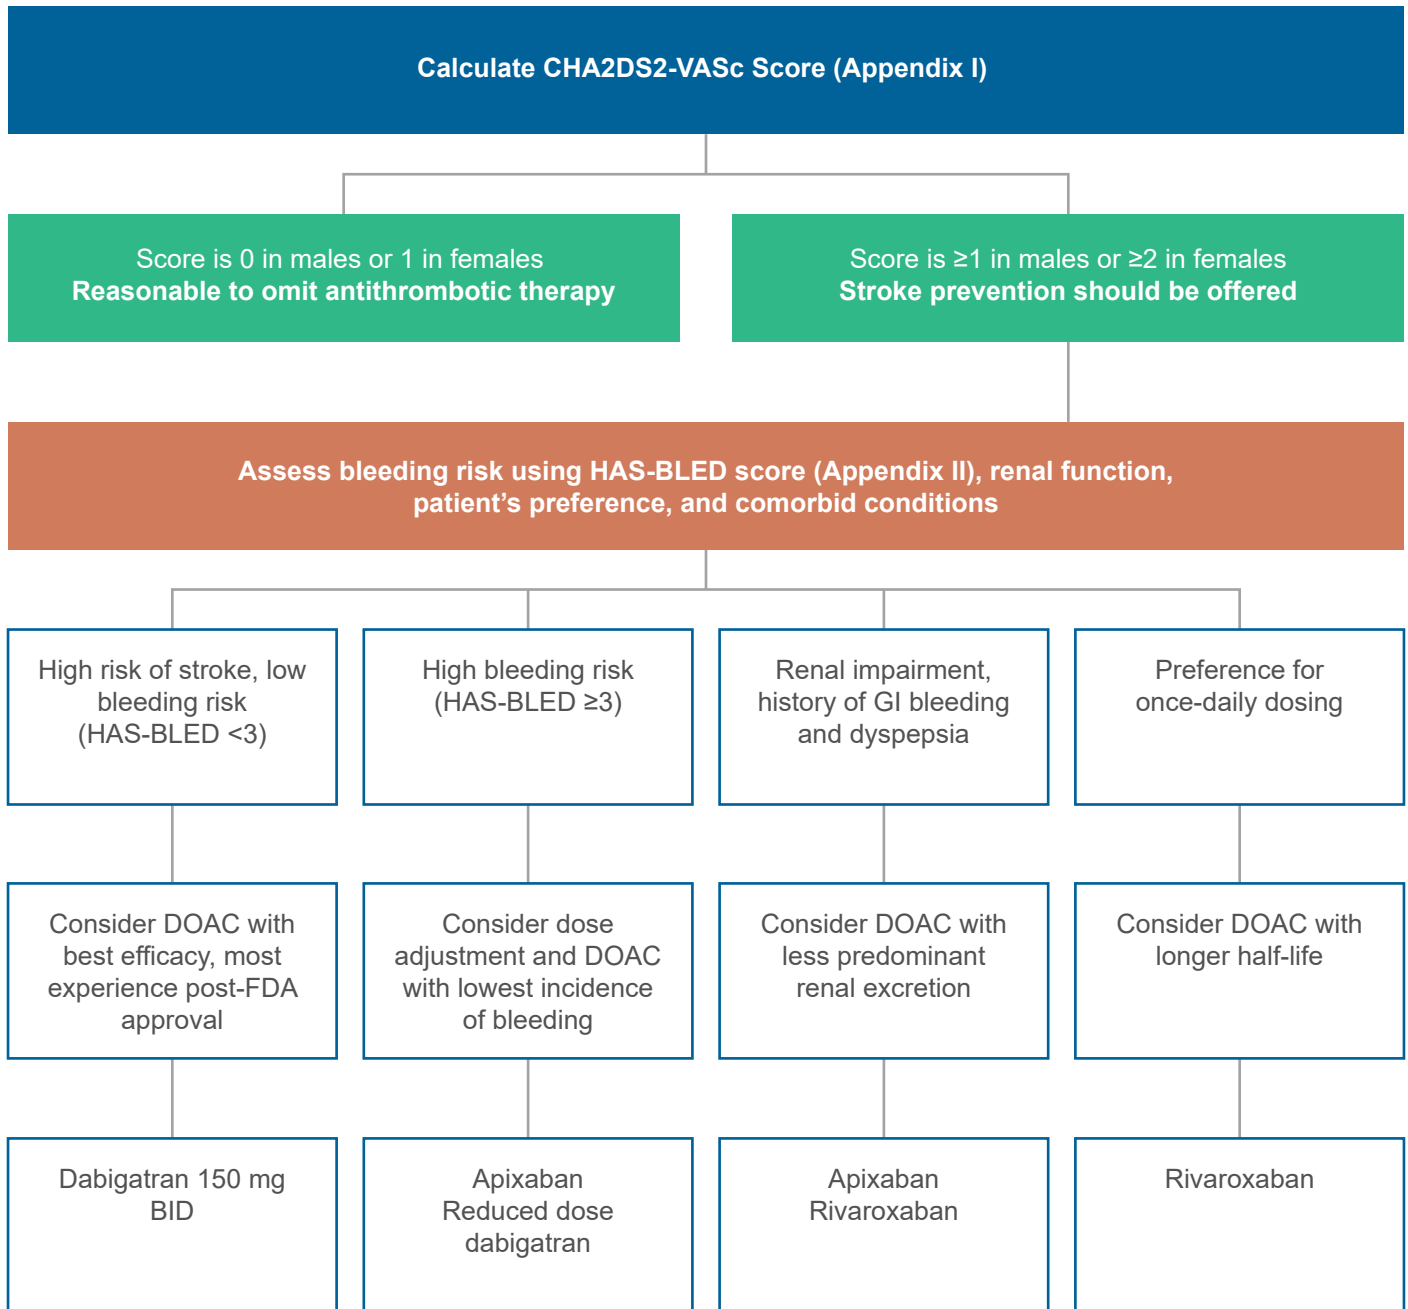 Calculate CHA2DS2-VASc Score (Appendix I)
Score is 0 in males or 1 in females
Reasonable to omit antithrombotic therapy
Score is ≥1 in males or ≥2 in females
Stroke prevention should be offered
Assess bleeding risk using HAS-BLED score (Appendix II), renal function,
patient’s preference, and comorbid conditions
High risk of stroke, low
bleeding risk
(HAS-BLED <3)
High bleeding risk
(HAS-BLED ≥3)
Renal impairment,
history of GI bleeding
and dyspepsia
Preference for
once-daily dosing
Consider DOAC with
best efficacy, most
experience post-FDA
approval
Consider dose
adjustment and DOAC
with lowest incidence
of bleeding
Consider DOAC with
less predominant
renal excretion
Consider DOAC with
longer half-life
Dabigatran 150 mg
BID
Apixaban
Reduced dose
dabigatran
Apixaban
Rivaroxaban
Rivaroxaban